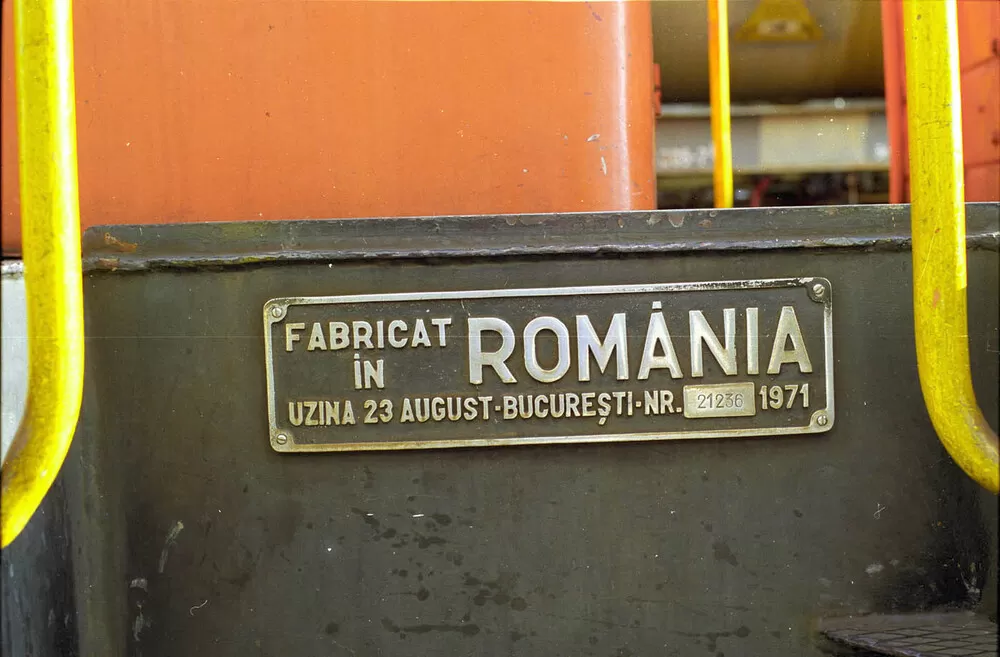 FABRICAT
ÎN
ROMÂNIA
UZINA 23 AUGUST-BUCUREȘTI-NR. 21236 1971